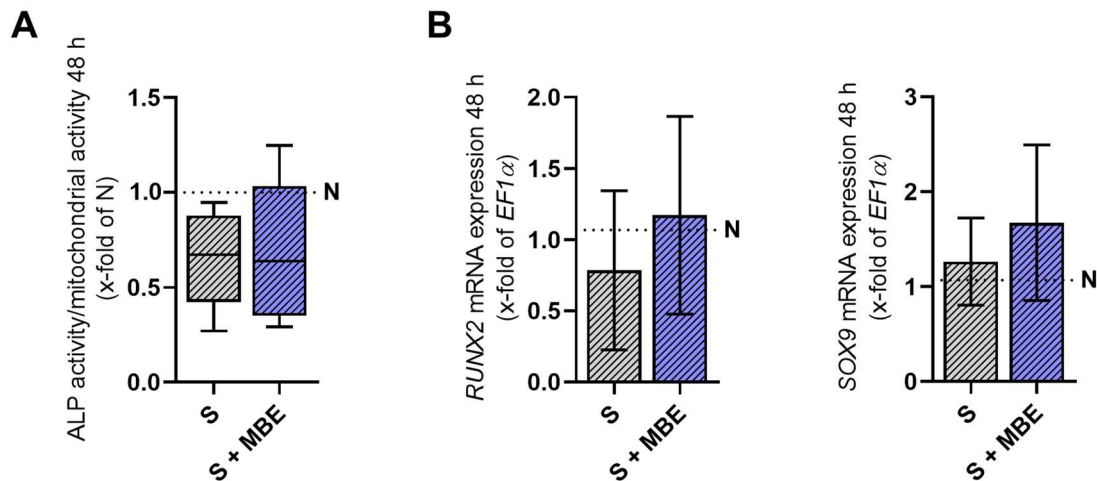 A
ALP activity/mitochondrial activity 48 h
(x-fold of N)
1.5
1.0
0.5
0.0
N
S
S + MBE
B
RUNX2 mRNA expression 48 h
(x-fold of EF1α)
2.0
1.5
1.0
0.5
0.0
N
S
S + MBE
SOX9 mRNA expression 48 h
(x-fold of EF1α)
3
2
1
0
N
S
S + MBE